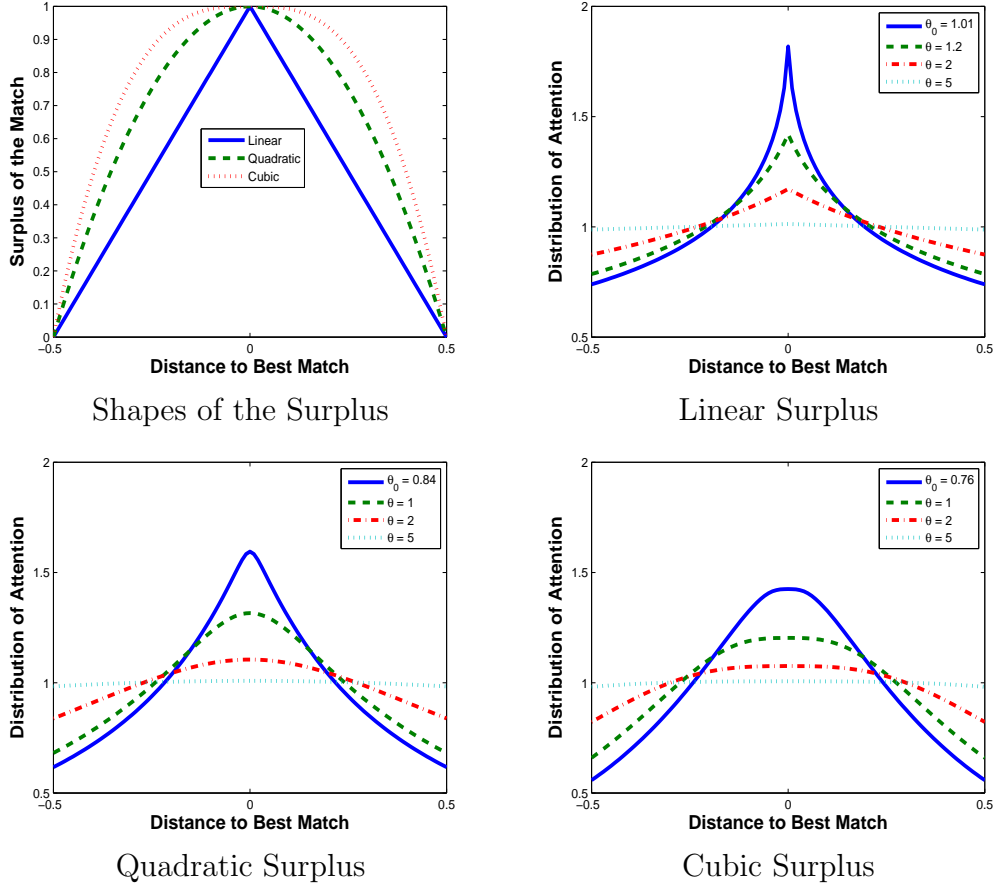 1
0.9
0.8
0.7
0.6
0.5
0.4
0.3
0.2
0.1
0
−0.5
0
0.5
Surplus of the Match
Distance to Best Match
Linear
Quadratic
Cubic
Shapes of the Surplus
2
1.5
1
0.5
−0.5
0
0.5
Distribution of Attention
Distance to Best Match
θ0 = 1.01
θ = 1.2
θ = 2
θ = 5
Linear Surplus
2
1.5
1
0.5
−0.5
0
0.5
Distribution of Attention
Distance to Best Match
θ0 = 0.84
θ = 1
θ = 2
θ = 5
Quadratic Surplus
2
1.5
1
0.5
−0.5
0
0.5
Distribution of Attention
Distance to Best Match
θ0 = 0.76
θ = 1
θ = 2
θ = 5
Cubic Surplus